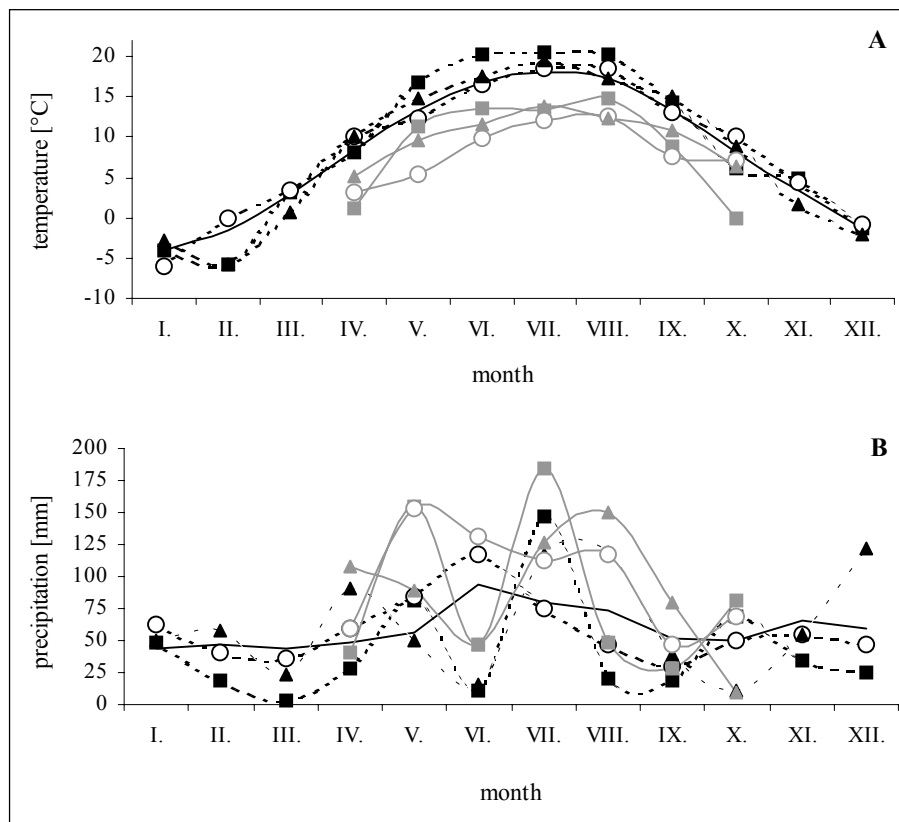 A
temperature [°C]
20
15
10
5
0
-5
-10
I. II. III. IV. V. VI. VII. VIII. IX. X. XI. XII.
month
B
precipitation [mm]
200
175
150
125
100
75
50
25
0
I. II. III. IV. V. VI. VII. VIII. IX. X. XI. XII.
month